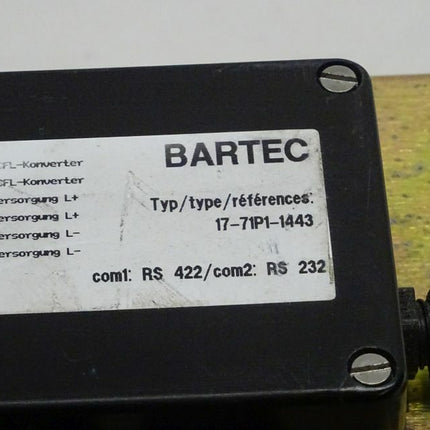 CFL-Konverter
CFL-Konverter
ersorgung L+
ersorgung L+
ersorgung L-
ersorgung L-
BARTEC
Typ/type/références:
17-71P1-1443
com1: RS 422/com2: RS 232